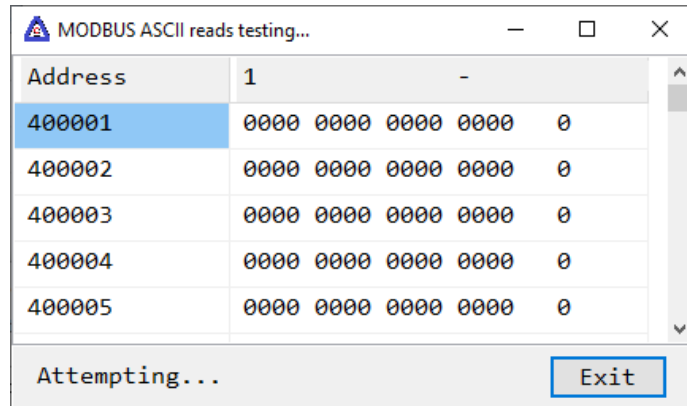 MODBUS ASCII reads testing...
Address 1 -
400001 0000 0000 0000 0000 0
400002 0000 0000 0000 0000 0
400003 0000 0000 0000 0000 0
400004 0000 0000 0000 0000 0
400005 0000 0000 0000 0000 0
Attempting... Exit